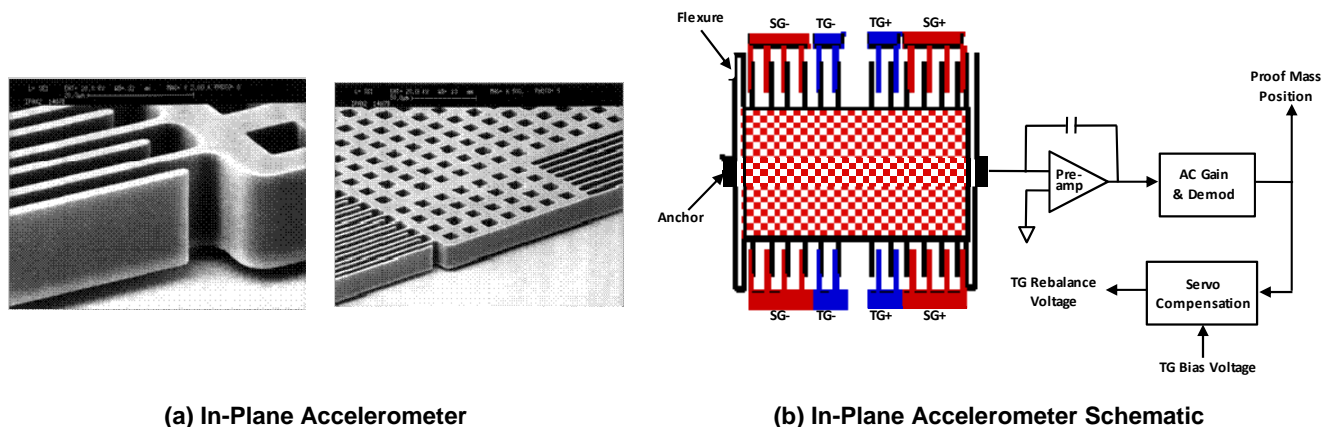 Flexure
SG-
TG-
TG+
SG+
Anchor
Pre-
amp
AC Gain
& Demod
Proof Mass
Position
TG Rebalance
Voltage
Servo
Compensation
TG Bias Voltage
SG-
TG-
TG+
SG+
(a) In-Plane Accelerometer
(b) In-Plane Accelerometer Schematic